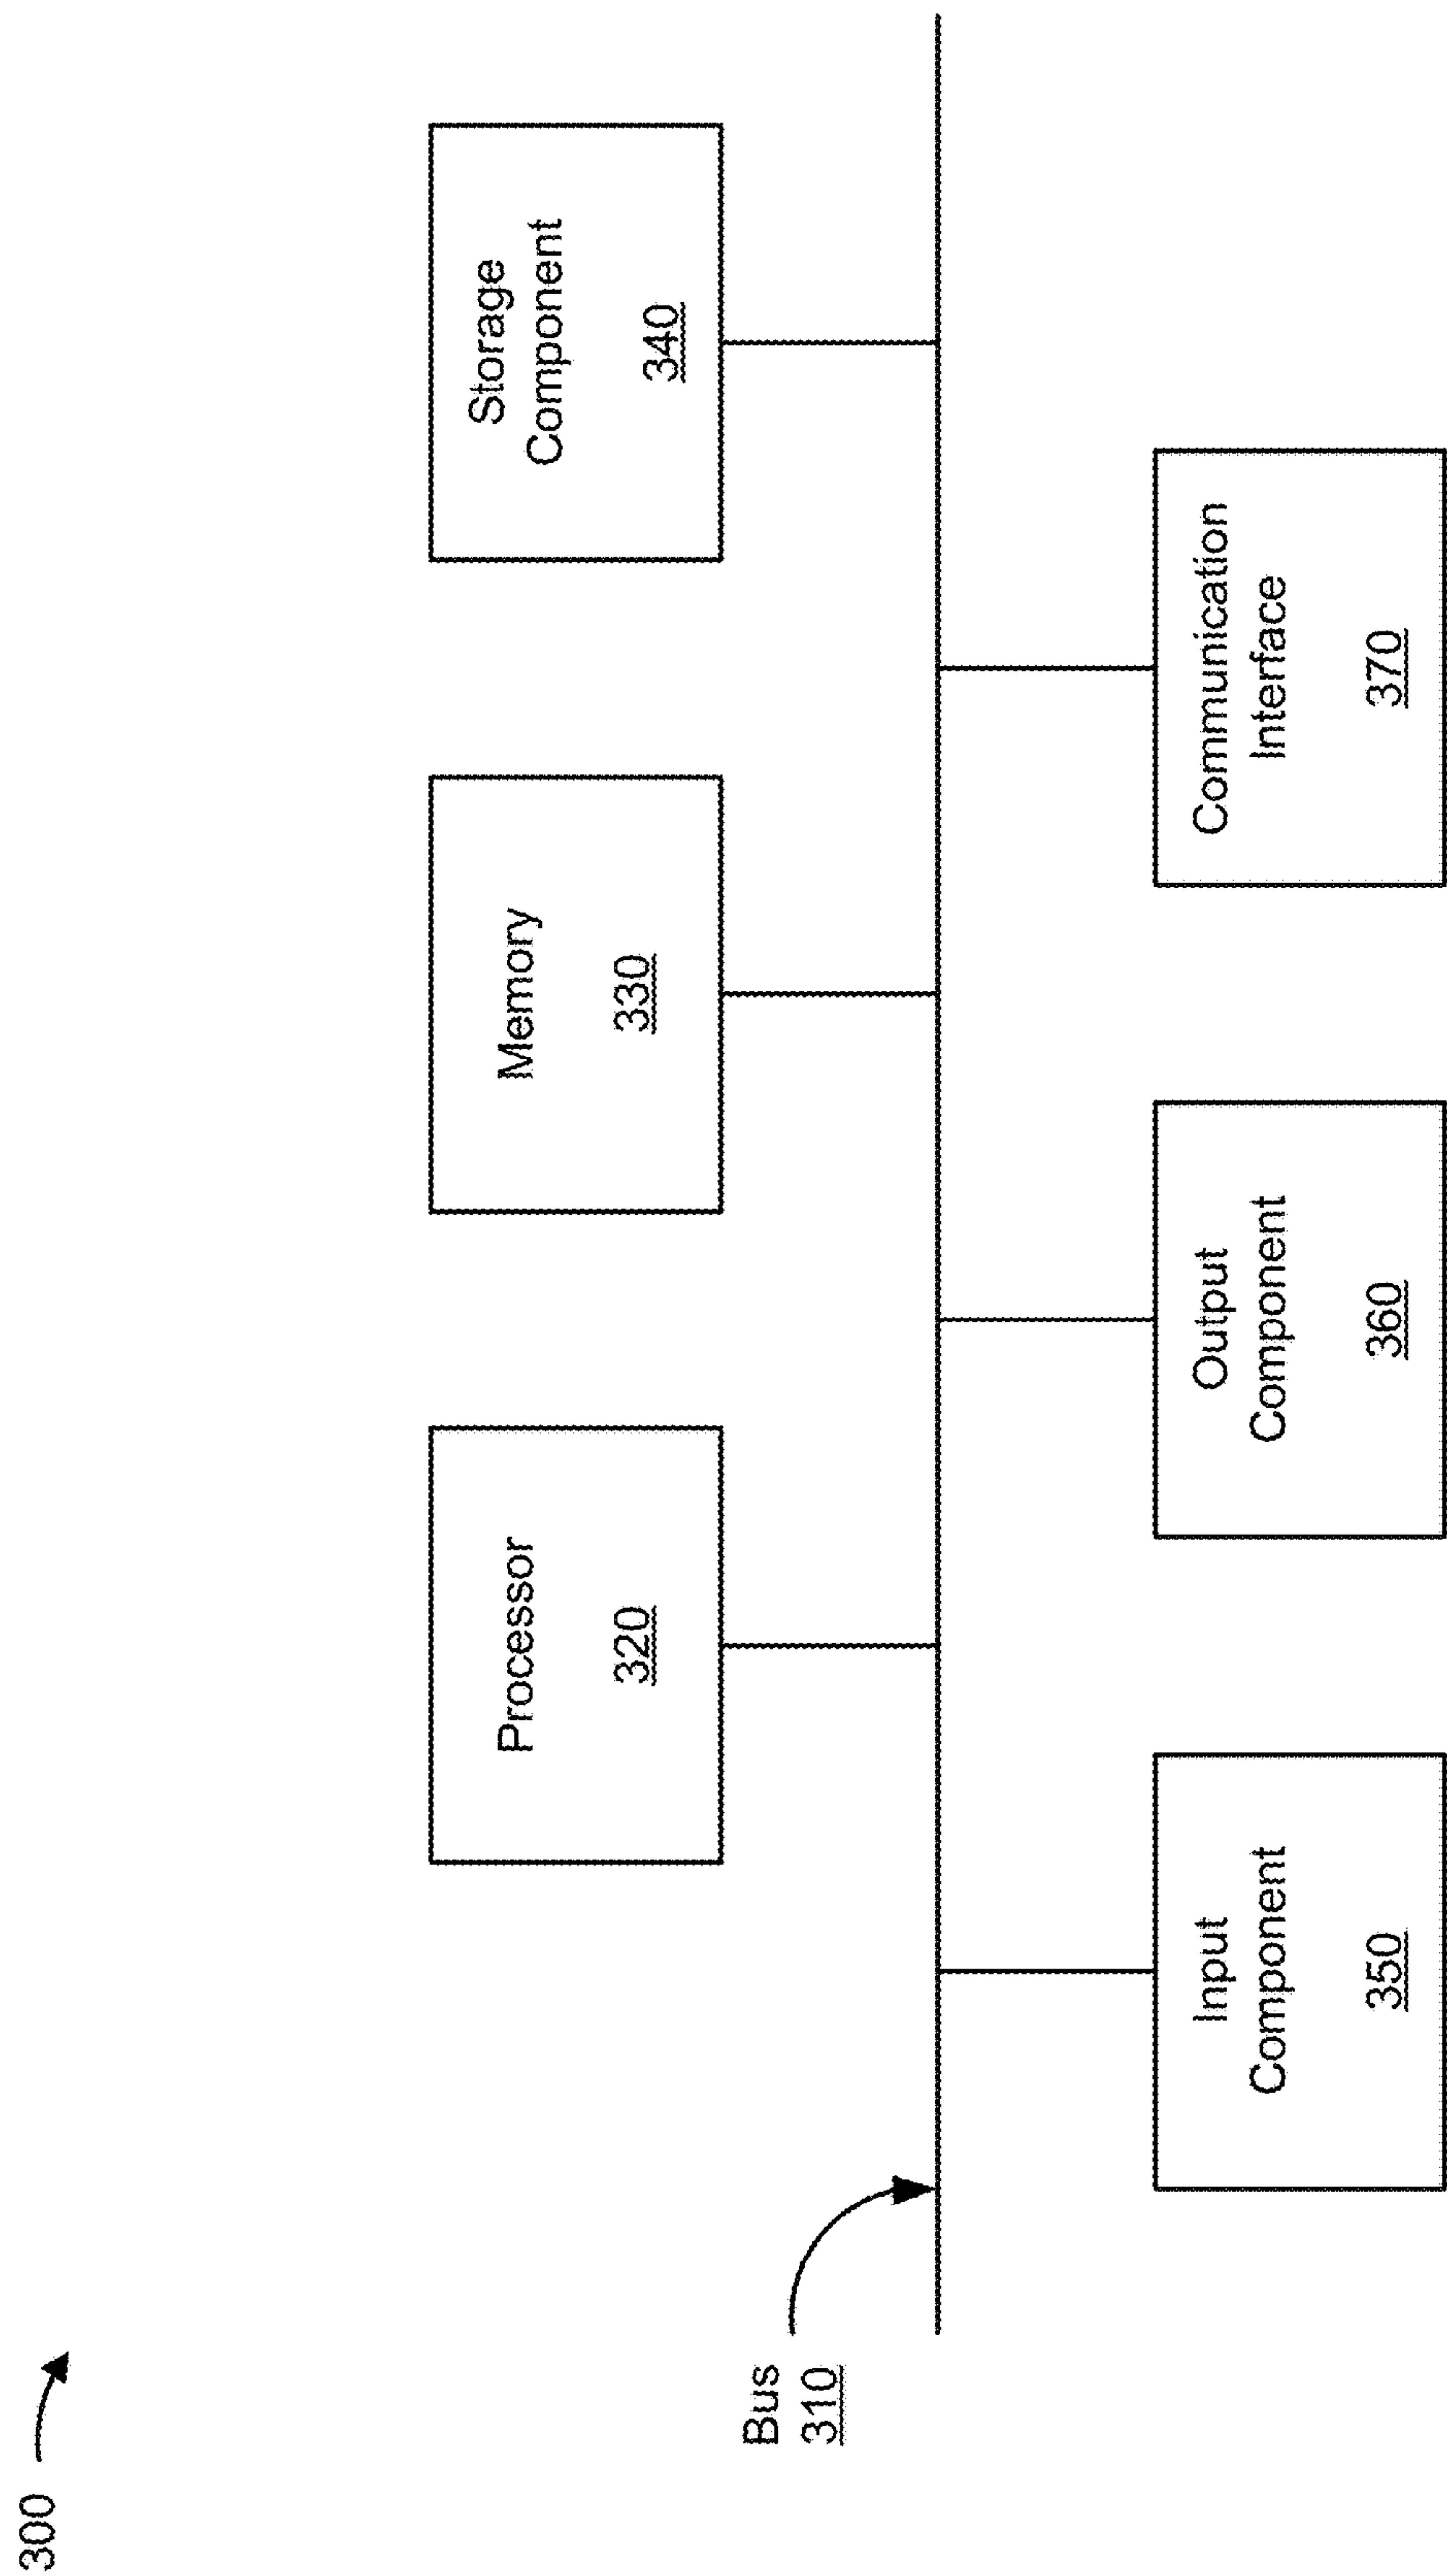 300
Processor
320
Memory
330
Storage
Component
340
Bus
310
Input
Component
350
Output
Component
360
Communication
Interface
370